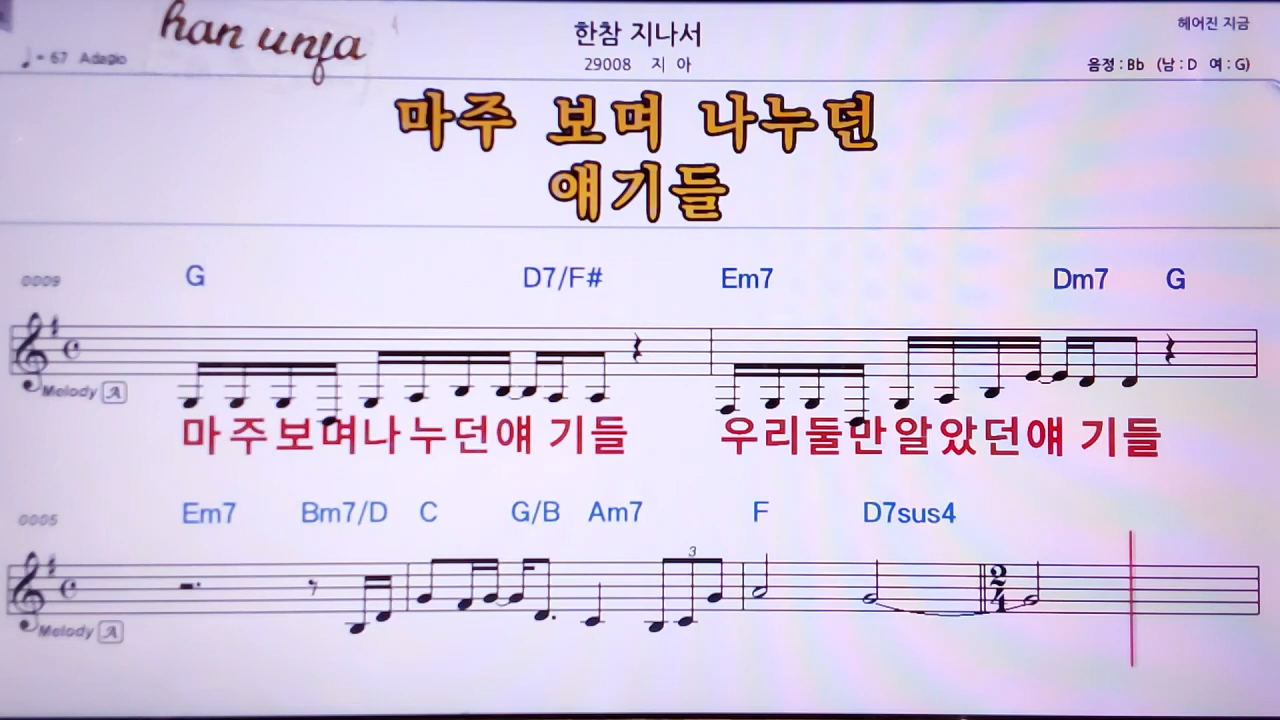 han unja
한참 지나서
헤어진 지금
♩= 67 Adagio
29008 지 아
음정 : Bb (남 : D 여 : G)
마주 보며 나누던
얘기들
0009
G D7/F# Em7 Dm7 G
Melody A
마 주 보 며 나 누 던 얘 기 들 우 리 둘 만 알 았 던 얘 기 들
0005
Em7 Bm7/D C G/B Am7 F D7sus4
3
2
4
Melody A